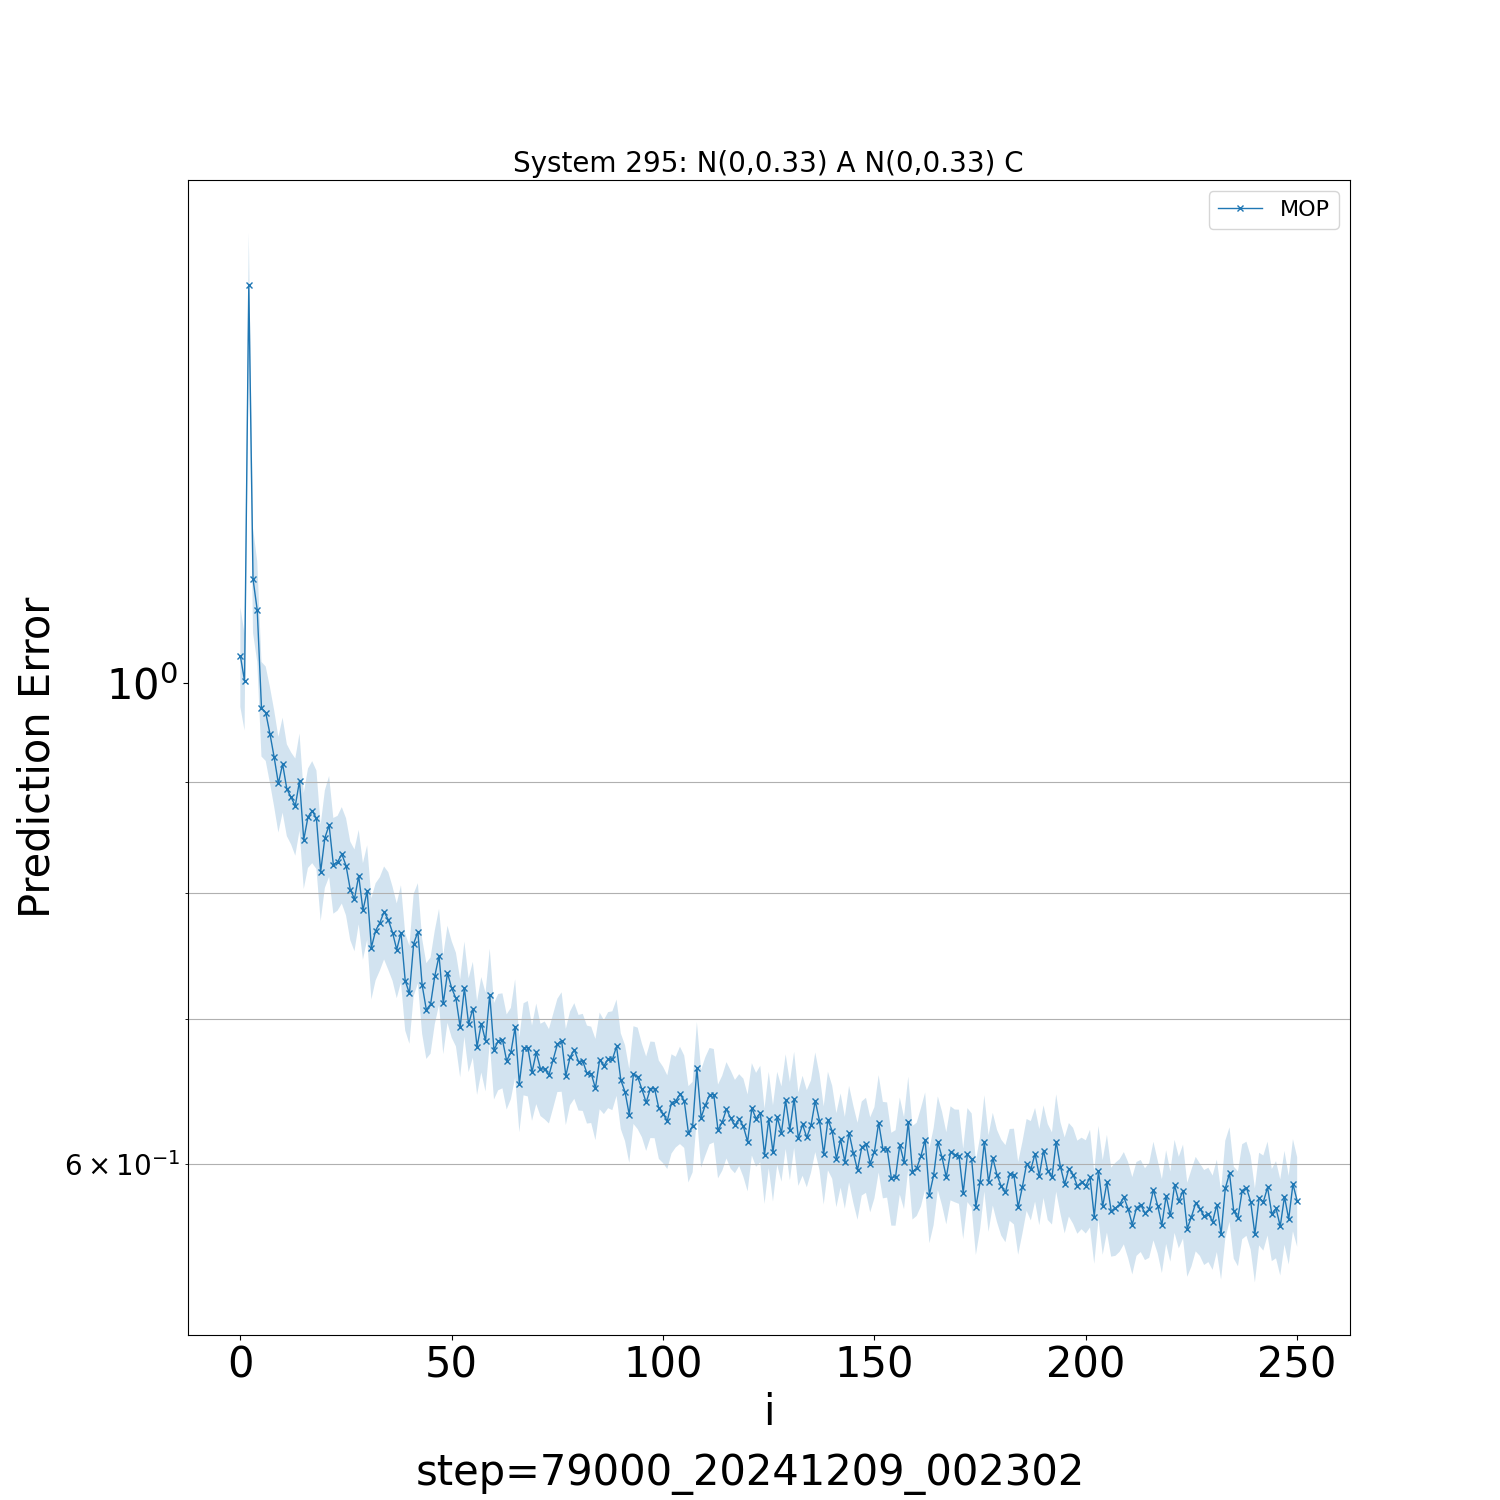 System 295: N(0,0.33) A N(0,0.33) C
MOP
Prediction Error
10⁰
6 × 10⁻¹
0 50 100 150 200 250
i
step=79000_20241209_002302